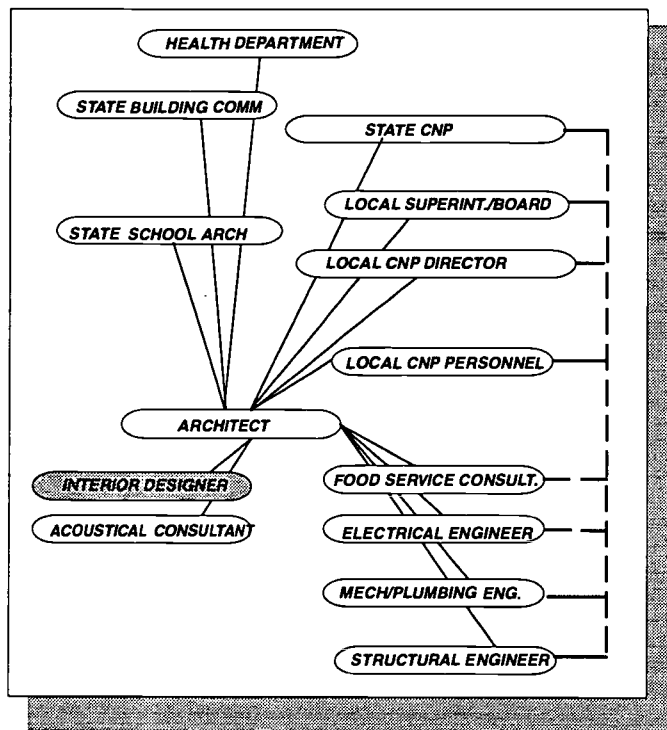 HEALTH DEPARTMENT
STATE BUILDING COMM
STATE CNP
LOCAL SUPERINT./BOARD
STATE SCHOOL ARCH
LOCAL CNP DIRECTOR
LOCAL CNP PERSONNEL
ARCHITECT
INTERIOR DESIGNER
FOOD SERVICE CONSULT.
ACOUSTICAL CONSULTANT
ELECTRICAL ENGINEER
MECH/PLUMBING ENG.
STRUCTURAL ENGINEER